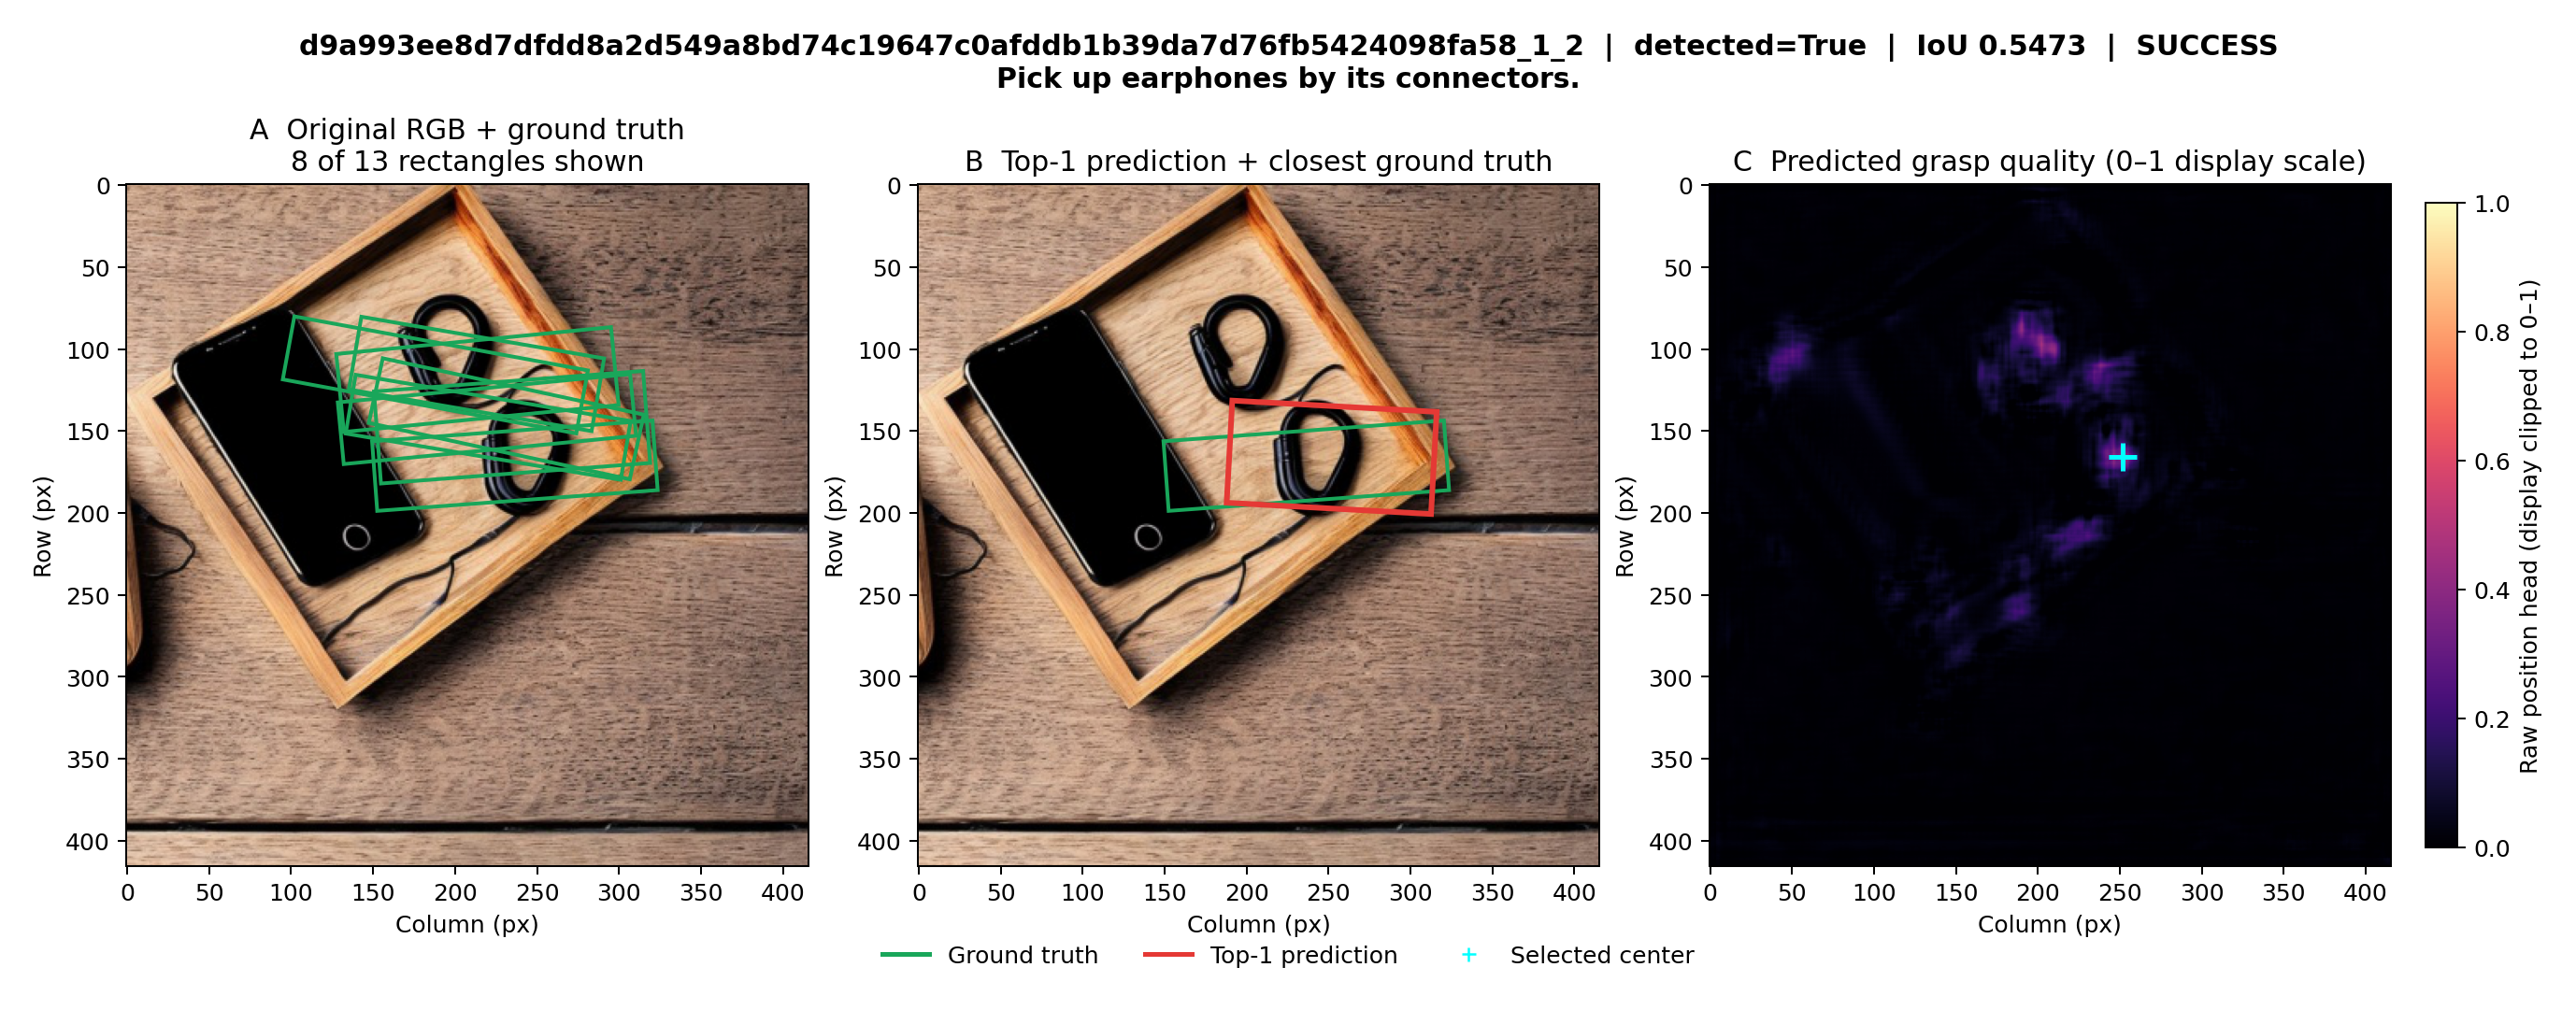 d9a993ee8d7dfdd8a2d549a8bd74c19647c0afddb1b39da7d76fb5424098fa58_1_2 | detected=True | IoU 0.5473 | SUCCESS
Pick up earphones by its connectors.
A Original RGB + ground truth
8 of 13 rectangles shown
B Top-1 prediction + closest ground truth
C Predicted grasp quality (0–1 display scale)
0
50
100
150
200
250
300
350
400
Row (px)
0 50 100 150 200 250 300 350 400
Column (px)
0
50
100
150
200
250
300
350
400
Row (px)
0 50 100 150 200 250 300 350 400
Column (px)
0
50
100
150
200
250
300
350
400
Row (px)
0 50 100 150 200 250 300 350 400
Column (px)
1.0
0.8
0.6
0.4
0.2
0.0
Raw position head (display clipped to 0–1)
Ground truth Top-1 prediction Selected center